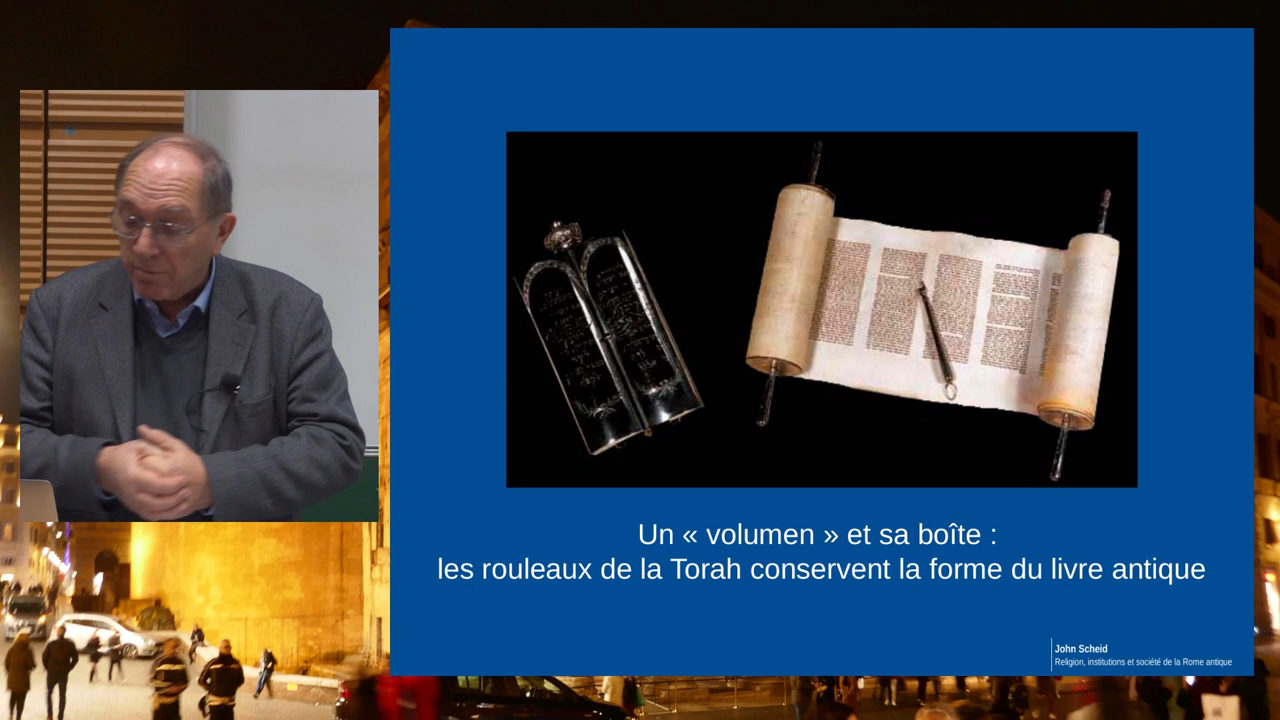 Un « volumen » et sa boîte :
les rouleaux de la Torah conservent la forme du livre antique
John Scheid
Religion, institutions et société de la Rome antique